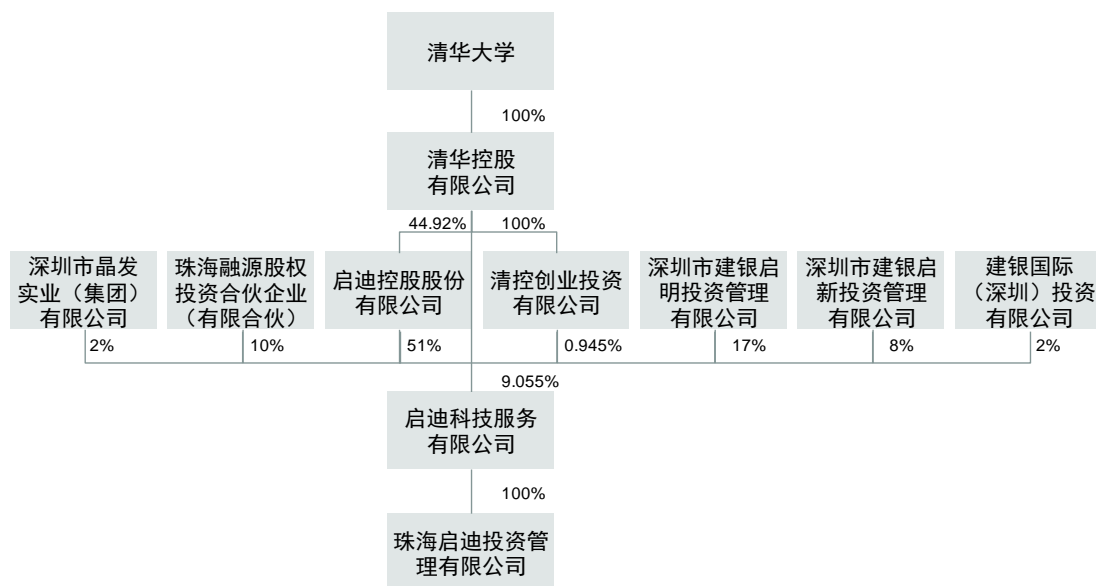 清华大学
100%
清华控股
有限公司
44.92%
100%
深圳市晶发
实业（集团）
有限公司
珠海融源股权
投资合伙企业
（有限合伙）
启迪控股股份
有限公司
清控创业投资
有限公司
深圳市建银启
明投资管理
有限公司
深圳市建银启
新投资管理
有限公司
建银国际
（深圳）投资
有限公司
2%
10%
51%
0.945%
17%
8%
2%
9.055%
启迪科技服务
有限公司
100%
珠海启迪投资管
理有限公司